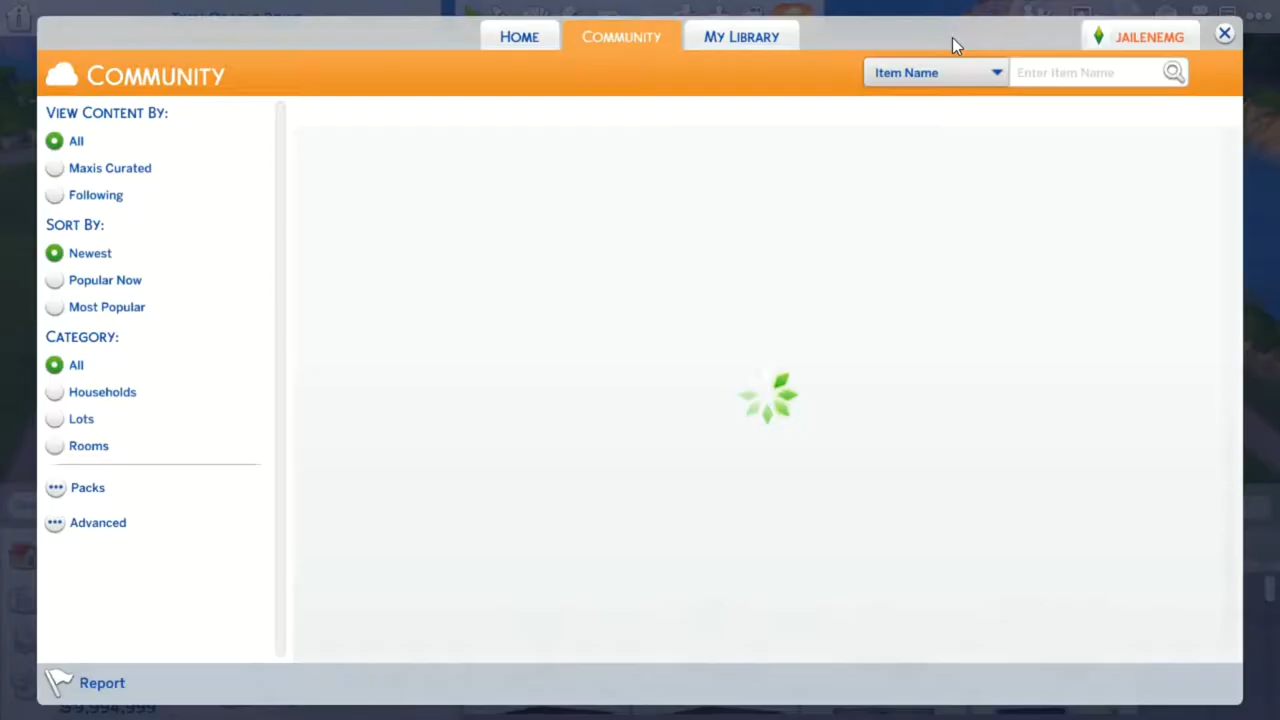 HOME
COMMUNITY
MY LIBRARY
JAILENEMG
COMMUNITY
Item Name
Enter Item Name
VIEW CONTENT BY:
All
Maxis Curated
Following
SORT BY:
Newest
Popular Now
Most Popular
CATEGORY:
All
Households
Lots
Rooms
Packs
Advanced
Report